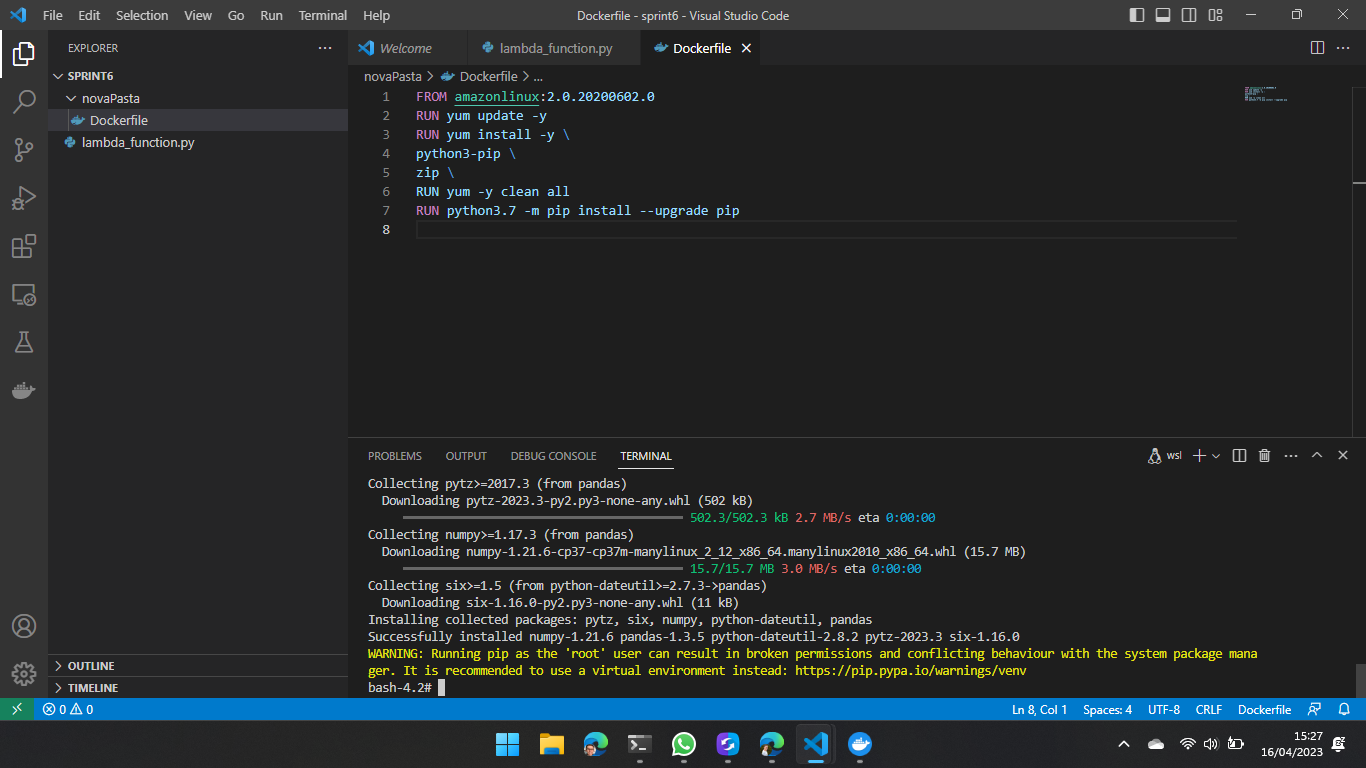 File Edit Selection View Go Run Terminal Help Dockerfile - sprint6 - Visual Studio Code
EXPLORER
SPRINT6
novaPasta
Dockerfile
lambda_function.py
OUTLINE
TIMELINE
Welcome lambda_function.py Dockerfile
novaPasta > Dockerfile > ...
1 FROM amazonlinux:2.0.20200602.0
2 RUN yum update -y
3 RUN yum install -y \
4 python3-pip \
5 zip \
6 RUN yum -y clean all
7 RUN python3.7 -m pip install --upgrade pip
8
PROBLEMS OUTPUT DEBUG CONSOLE TERMINAL wsl
Collecting pytz>=2017.3 (from pandas)
Downloading pytz-2023.3-py2.py3-none-any.whl (502 kB)
502.3/502.3 kB 2.7 MB/s eta 0:00:00
Collecting numpy>=1.17.3 (from pandas)
Downloading numpy-1.21.6-cp37-cp37m-manylinux_2_12_x86_64.manylinux2010_x86_64.whl (15.7 MB)
15.7/15.7 MB 3.0 MB/s eta 0:00:00
Collecting six>=1.5 (from python-dateutil>=2.7.3->pandas)
Downloading six-1.16.0-py2.py3-none-any.whl (11 kB)
Installing collected packages: pytz, six, numpy, python-dateutil, pandas
Successfully installed numpy-1.21.6 pandas-1.3.5 python-dateutil-2.8.2 pytz-2023.3 six-1.16.0
WARNING: Running pip as the 'root' user can result in broken permissions and conflicting behaviour with the system package mana
ger. It is recommended to use a virtual environment instead: https://pip.pypa.io/warnings/venv
bash-4.2#
0 0 Ln 8, Col 1 Spaces: 4 UTF-8 CRLF Dockerfile
15:27
16/04/2023